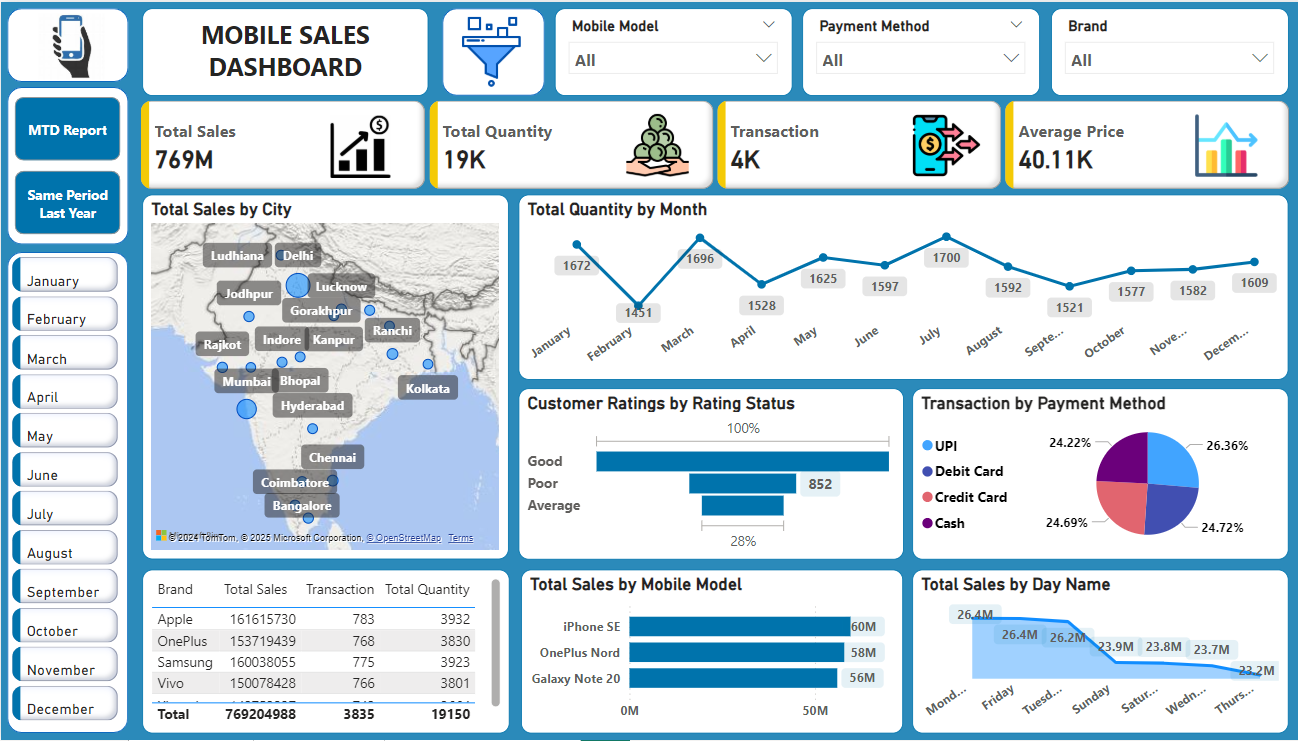 MOBILE SALES
DASHBOARD
Mobile Model
All
Payment Method
All
Brand
All
MTD Report
Same Period
Last Year
January
February
March
April
May
June
July
August
September
October
November
December
Total Sales
769M
Total Quantity
19K
Transaction
4K
Average Price
40.11K
Total Sales by City
Ludhiana
Delhi
Lucknow
Jodhpur
Gorakhpur
Ranchi
Rajkot
Indore
Kanpur
Mumbai
Bhopal
Kolkata
Hyderabad
Chennai
Coimbatore
Bangalore
© 2024 TomTom, © 2025 Microsoft Corporation, © OpenStreetMap Terms
Total Quantity by Month
1672
1451
1696
1528
1625
1597
1700
1592
1521
1577
1582
1609
January
February
March
April
May
June
July
August
Septe...
October
Nove...
Decem...
Customer Ratings by Rating Status
100%
Good
Poor
852
Average
28%
Transaction by Payment Method
UPI
Debit Card
Credit Card
Cash
24.22%
26.36%
24.69%
24.72%
Brand Total Sales Transaction Total Quantity
Apple 161615730 783 3932
OnePlus 153719439 768 3830
Samsung 160038055 775 3923
Vivo 150078428 766 3801
Total 769204988 3835 19150
Total Sales by Mobile Model
iPhone SE 60M
OnePlus Nord 58M
Galaxy Note 20 56M
0M 50M
Total Sales by Day Name
26.4M
26.4M
26.2M
23.9M
23.8M
23.7M
23.2M
Mond...
Friday
Tuesd...
Sunday
Satur...
Wedn...
Thurs...